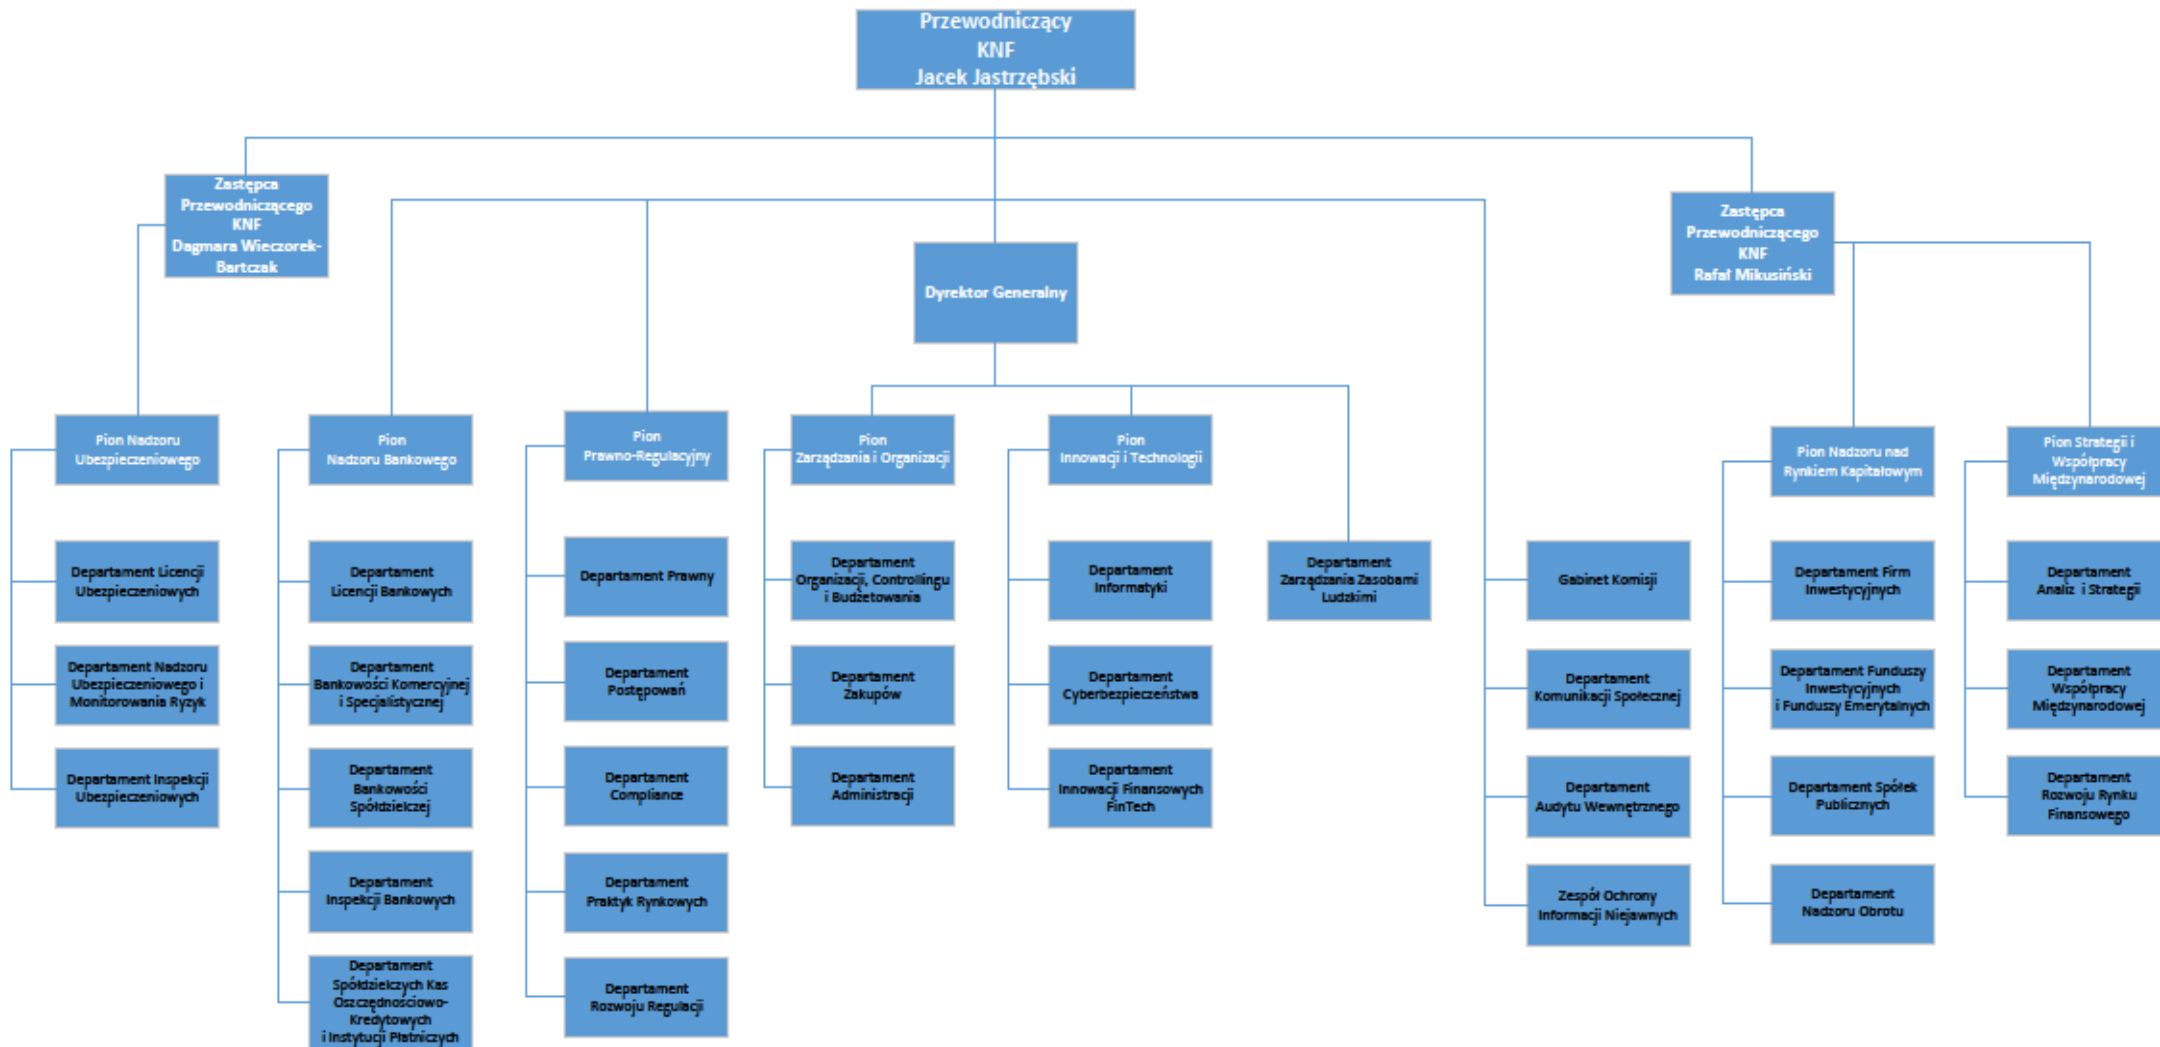 Przewodniczący
KNF
Jacek Jastrzębski
Zastępca
Przewodniczącego
KNF
Dagmara Wieczorek-
Bartczak
Zastępca
Przewodniczącego
KNF
Rafał Mikusiński
Dyrektor Generalny
Pion Nadzoru
Ubezpieczeniowego
Departament Licencji
Ubezpieczeniowych
Departament Nadzoru
Ubezpieczeniowego i
Monitorowania Ryzyk
Departament Inspekcji
Ubezpieczeniowych
Pion
Nadzoru Bankowego
Departament
Licencji Bankowych
Departament
Bankowości Komercyjnej
i Specjalistycznej
Departament
Bankowości
Spółdzielczej
Departament
Inspekcji Bankowych
Departament
Spółdzielczych Kas
Oszczędnościowo-
Kredytowych
i Instytucji Płatniczych
Pion
Prawno-Regulacyjny
Departament Prawny
Departament
Postępowań
Departament
Compliance
Departament
Praktyk Rynkowych
Departament
Rozwoju Regulacji
Pion
Zarządzania i Organizacji
Departament
Organizacji, Controllingu
i Budżetowania
Departament
Zakupów
Departament
Administracji
Pion
Innowacji i Technologii
Departament
Informatyki
Departament
Cyberbezpieczeństwa
Departament
Innowacji Finansowych
FinTech
Departament
Zarządzania Zasobami
Ludzkimi
Gabinet Komisji
Departament
Komunikacji Społecznej
Departament
Audytu Wewnętrznego
Zespół Ochrony
Informacji Niejawnych
Pion Nadzoru nad
Rynkiem Kapitałowym
Departament Firm
Inwestycyjnych
Departament Funduszy
Inwestycyjnych
i Funduszy Emerytalnych
Departament Spółek
Publicznych
Departament
Nadzoru Obrotu
Pion Strategii i
Współpracy
Międzynarodowej
Departament
Analiz i Strategii
Departament
Współpracy
Międzynarodowej
Departament
Rozwoju Rynku
Finansowego